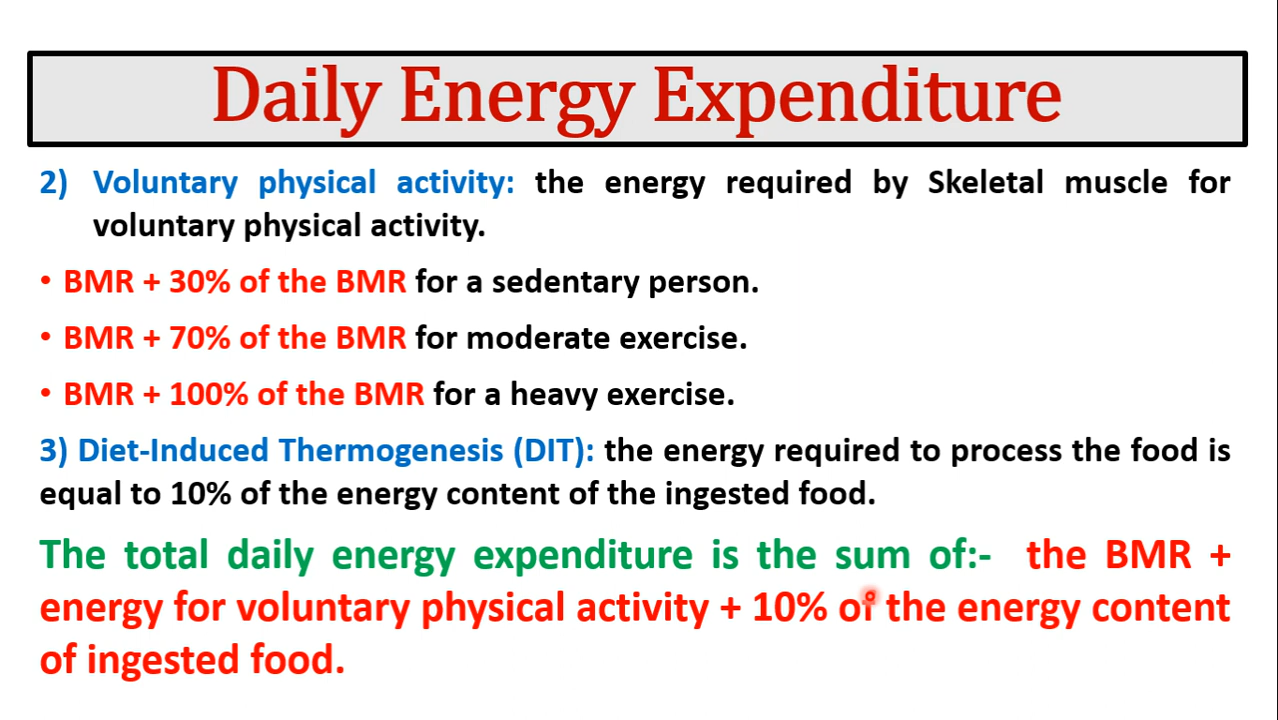 Daily Energy Expenditure
2) Voluntary physical activity: the energy required by Skeletal muscle for
voluntary physical activity.
• BMR + 30% of the BMR for a sedentary person.
• BMR + 70% of the BMR for moderate exercise.
• BMR + 100% of the BMR for a heavy exercise.
3) Diet-Induced Thermogenesis (DIT): the energy required to process the food is
equal to 10% of the energy content of the ingested food.
The total daily energy expenditure is the sum of:- the BMR +
energy for voluntary physical activity + 10% of the energy content
of ingested food.